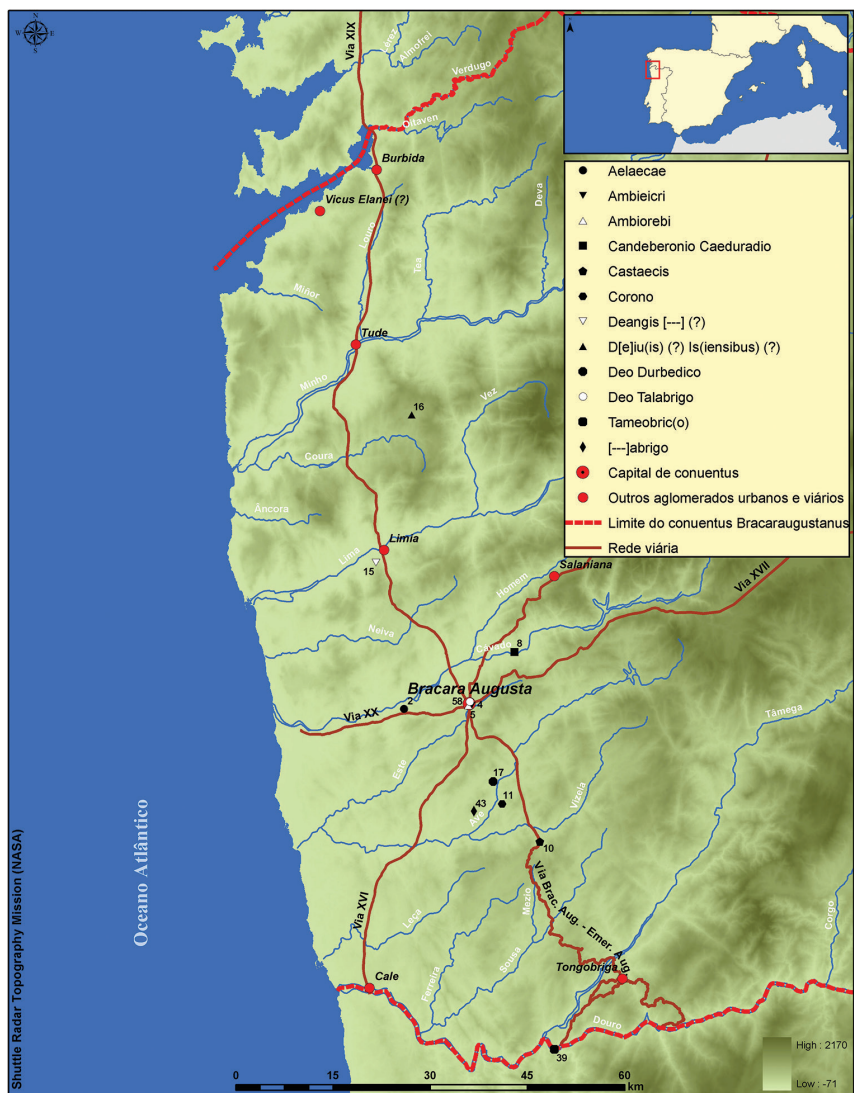 N
W
E
S
Via XIX
Lérez
Almofrei
Verdugo
Oitaven
Burbida
Vicus Elanei (?)
Louro
Tea
Deva
Miñor
Tude
Minho
16
Vez
Coura
Âncora
Limia
Lima
15
Salaniana
Homem
Via XVII
Neiva
8
Cávado
Bracara Augusta
58
4
5
2
Via XX
Tâmega
Este
17
11
43
Ave
Vizela
10
Via Brac. Aug. - Emer. Aug.
Mezio
Via XVI
Leça
Sousa
Ferreira
Corgo
Tongobriga
Cale
Douro
39
Oceano Atlântico
Shuttle Radar Topography Mission (NASA)
Aelaecae
Ambieicri
Ambiorebi
Candeberonio Caeduradio
Castaecis
Corono
Deangis [---] (?)
D[e]iu(is) (?) Is(iensibus) (?)
Deo Durbedico
Deo Talabrigo
Tameobric(o)
[---]abrigo
Capital de conuentus
Outros aglomerados urbanos e viários
Limite do conuentus Bracaraugustanus
Rede viária
High : 2170
Low : -71
0 15 30 45 60
km